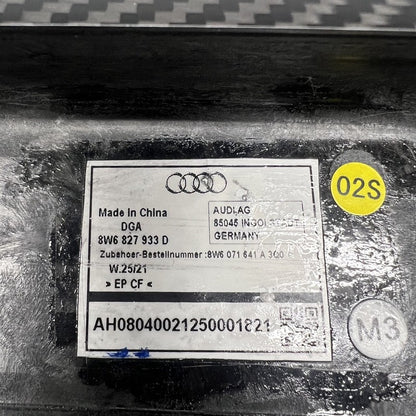 Made in China
DGA
8W6 827 933 D
AUDI AG
85045 INGOLSTADT
GERMANY
Zubehoer-Bestellnummer :8W6 071 641 A 3Q0
W.25/21
> EP CF <
AH08040021250001821
02S
M3